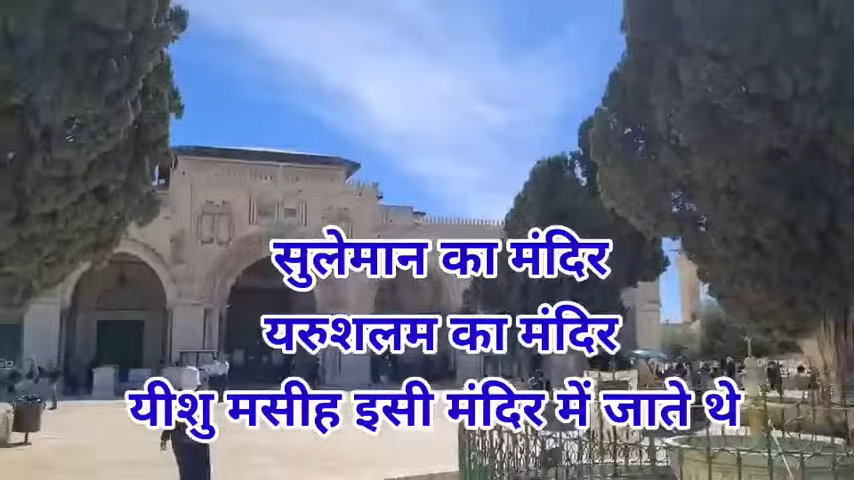 सुलेमान का मंदिर
यरुशलम का मंदिर
यीशु मसीह इसी मंदिर में जाते थे